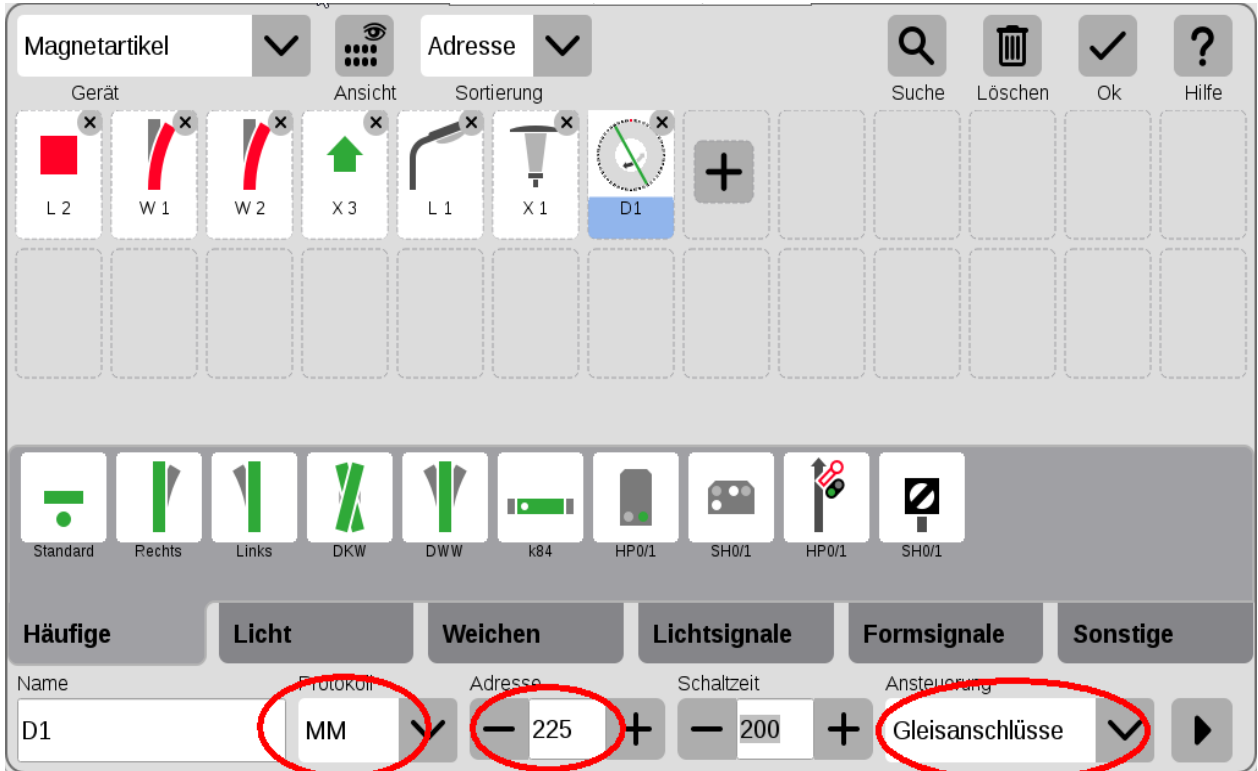 Magnetartikel
Adresse
?
Gerät
Ansicht
Sortierung
Suche
Löschen
Ok
Hilfe
L 2
W 1
W 2
X 3
L 1
X 1
D1
Standard
Rechts
Links
DKW
DWW
k84
HP0/1
SH0/1
HP0/1
SH0/1
Häufige
Licht
Weichen
Lichtsignale
Formsignale
Sonstige
Name
Protokoll
Adresse
Schaltzeit
Ansteuerung
D1
MM
225
200
Gleisanschlüsse